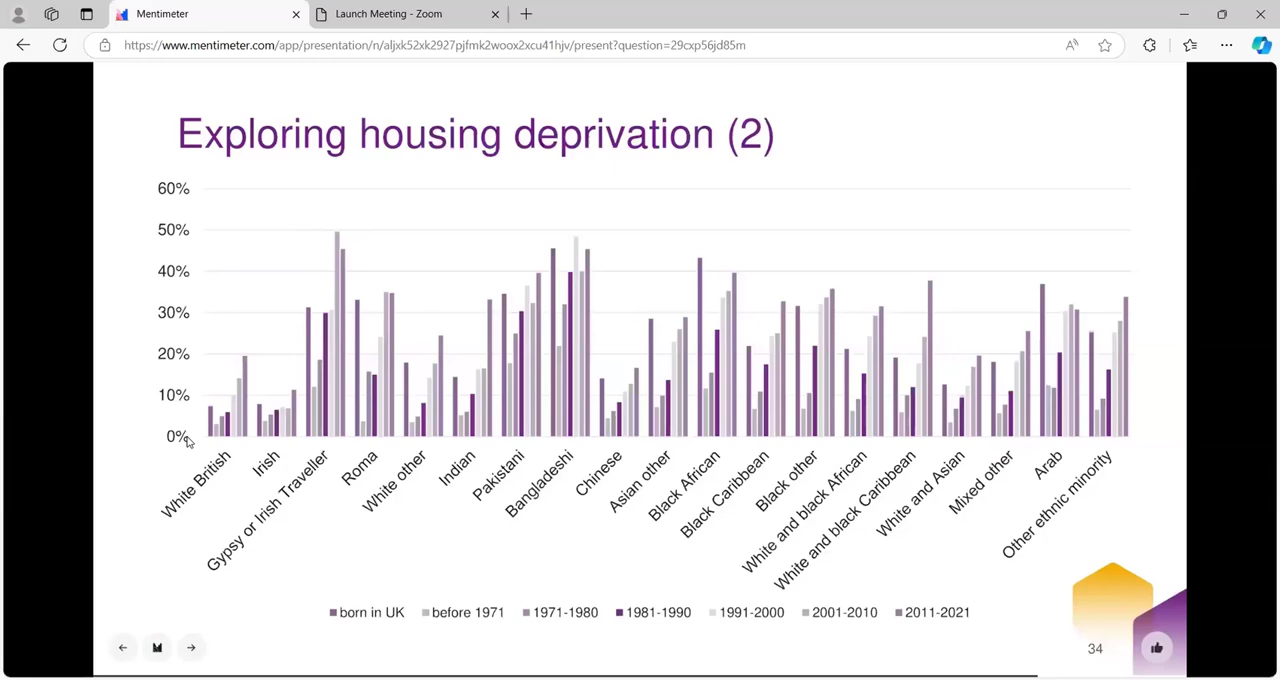 Mentimeter
Launch Meeting - Zoom
https://www.mentimeter.com/app/presentation/n/aljxk52xk2927pjfmk2woox2xcu41hjv/present?question=29cxp56jd85m
Exploring housing deprivation (2)
60%
50%
40%
30%
20%
10%
0%
White British
Irish
Gypsy or Irish Traveller
Roma
White other
Indian
Pakistani
Bangladeshi
Chinese
Asian other
Black African
Black Caribbean
Black other
White and black African
White and black Caribbean
White and Asian
Mixed other
Arab
Other ethnic minority
born in UK before 1971 1971-1980 1981-1990 1991-2000 2001-2010 2011-2021
34